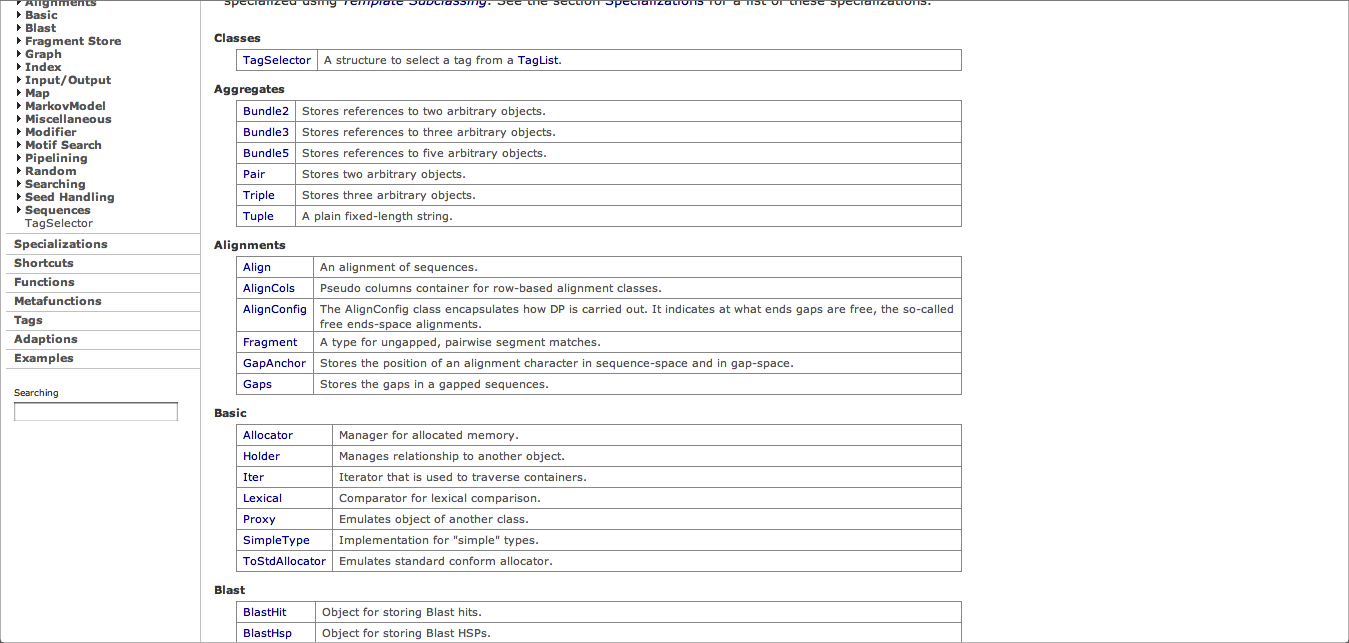 Alignments
Basic
Blast
Fragment Store
Graph
Index
Input/Output
Map
MarkovModel
Miscellaneous
Modifier
Motif Search
Pipelining
Random
Searching
Seed Handling
Sequences
TagSelector
Specializations
Shortcuts
Functions
Metafunctions
Tags
Adaptions
Examples
Searching
specialized using Template Subclassing. See the section Specializations for a list of these specializations.
Classes
TagSelector A structure to select a tag from a TagList.
Aggregates
Bundle2 Stores references to two arbitrary objects.
Bundle3 Stores references to three arbitrary objects.
Bundle5 Stores references to five arbitrary objects.
Pair Stores two arbitrary objects.
Triple Stores three arbitrary objects.
Tuple A plain fixed-length string.
Alignments
Align An alignment of sequences.
AlignCols Pseudo columns container for row-based alignment classes.
AlignConfig The AlignConfig class encapsulates how DP is carried out. It indicates at what ends gaps are free, the so-called
free ends-space alignments.
Fragment A type for ungapped, pairwise segment matches.
GapAnchor Stores the position of an alignment character in sequence-space and in gap-space.
Gaps Stores the gaps in a gapped sequences.
Basic
Allocator Manager for allocated memory.
Holder Manages relationship to another object.
Iter Iterator that is used to traverse containers.
Lexical Comparator for lexical comparison.
Proxy Emulates object of another class.
SimpleType Implementation for "simple" types.
ToStdAllocator Emulates standard conform allocator.
Blast
BlastHit Object for storing Blast hits.
BlastHsp Object for storing Blast HSPs.